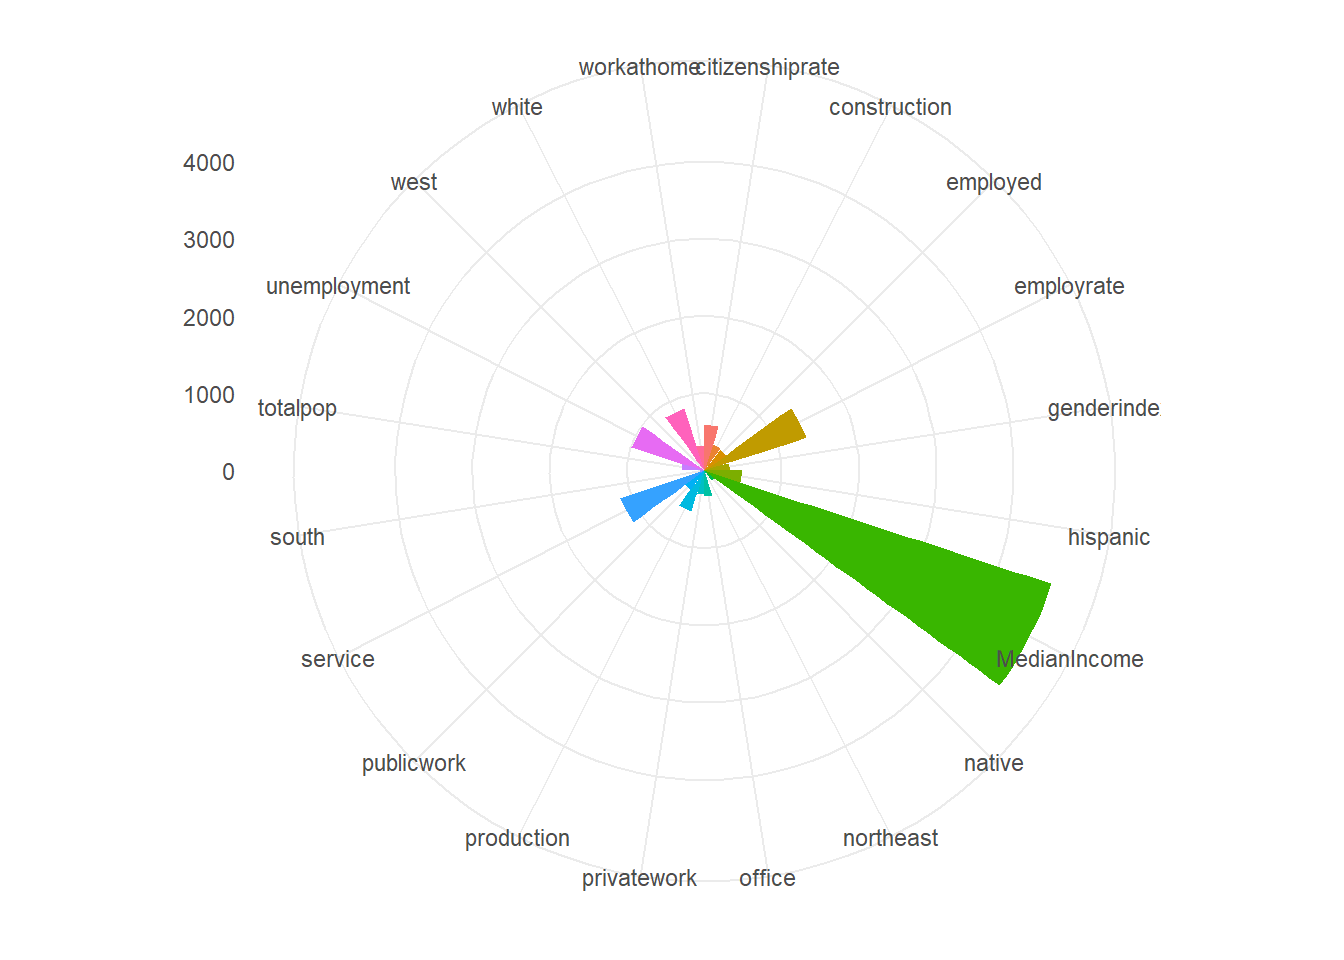 workathome
citizenshiprate
white
construction
4000
west
employed
3000
unemployment
employrate
2000
1000
totalpop
genderinde
0
south
hispanic
service
MedianIncome
publicwork
native
production
northeast
privatework
office